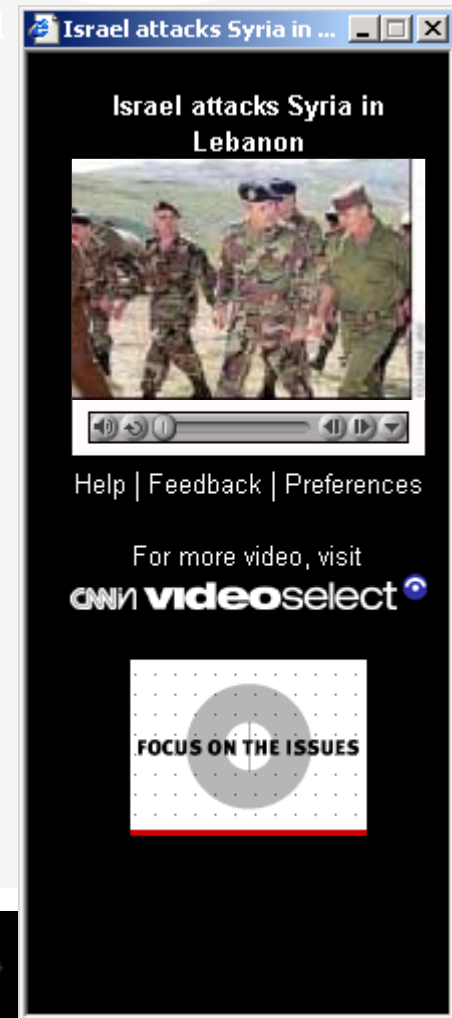 Israel attacks Syria in ...
Israel attacks Syria in
Lebanon
Help | Feedback | Preferences
For more video, visit
CNN videoselect
FOCUS ON THE ISSUES